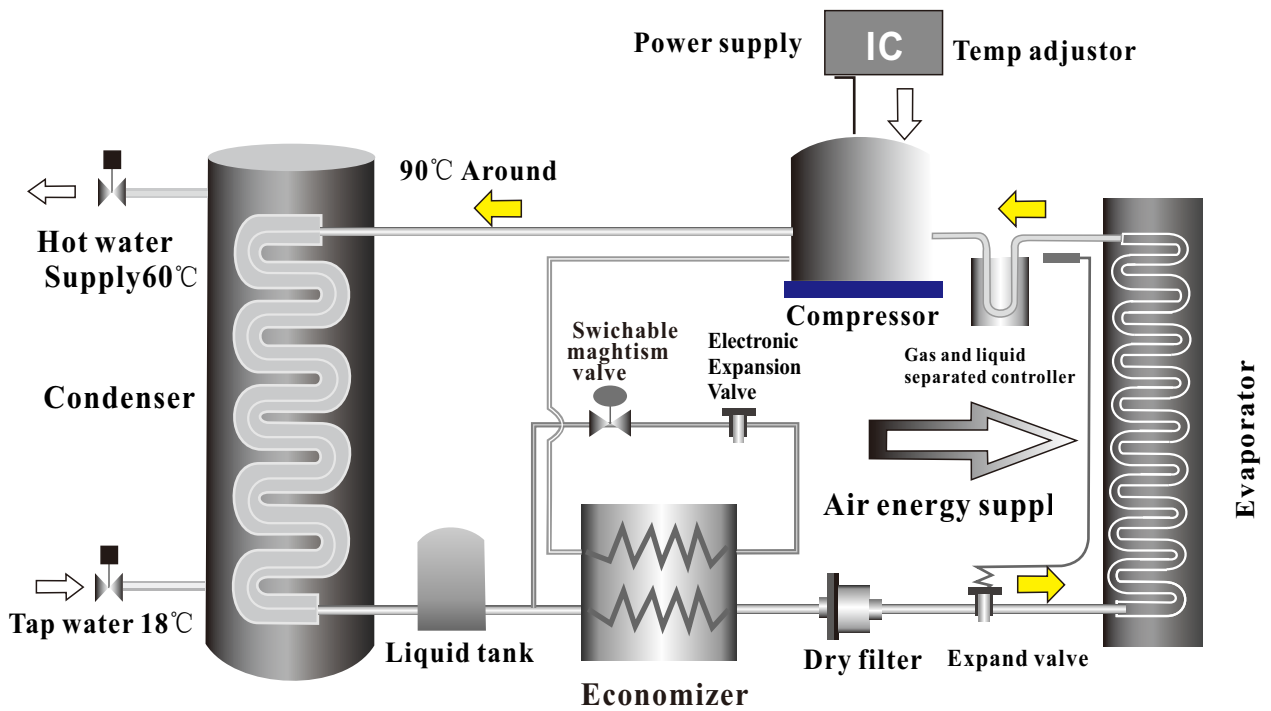 Power supply
IC
Temp adjustor
90℃ Around
Hot water
Supply60℃
Compressor
Swichable
maghtism
valve
Electronic
Expansion
Valve
Gas and liquid
separated controller
Condenser
Evaporator
Air energy suppl
Tap water 18℃
Liquid tank
Economizer
Dry filter
Expand valve